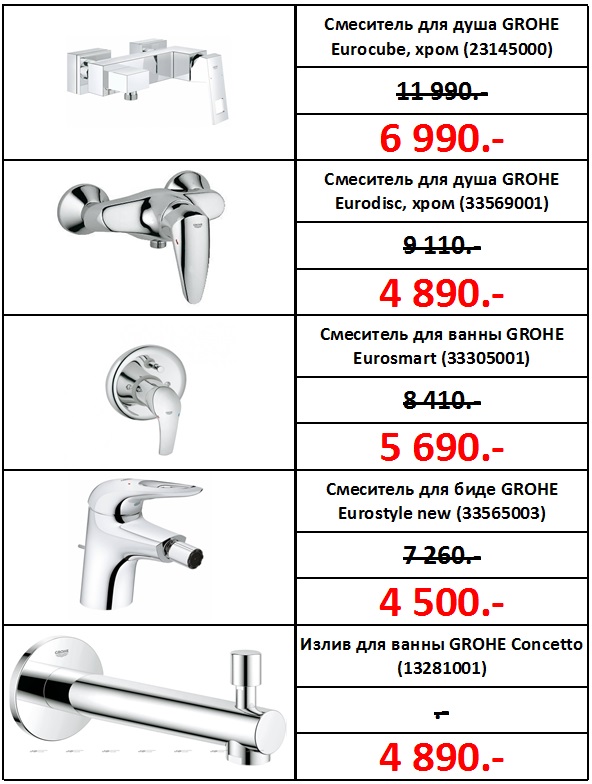 Смеситель для душа GROHE
Eurocube, хром (23145000)
11 990.-
6 990.-
Смеситель для душа GROHE
Eurodisc, хром (33569001)
9 110.-
4 890.-
Смеситель для ванны GROHE
Eurosmart (33305001)
8 410.-
5 690.-
Смеситель для биде GROHE
Eurostyle new (33565003)
7 260.-
4 500.-
GROHE
Излив для ванны GROHE Concetto
(13281001)
.-
4 890.-